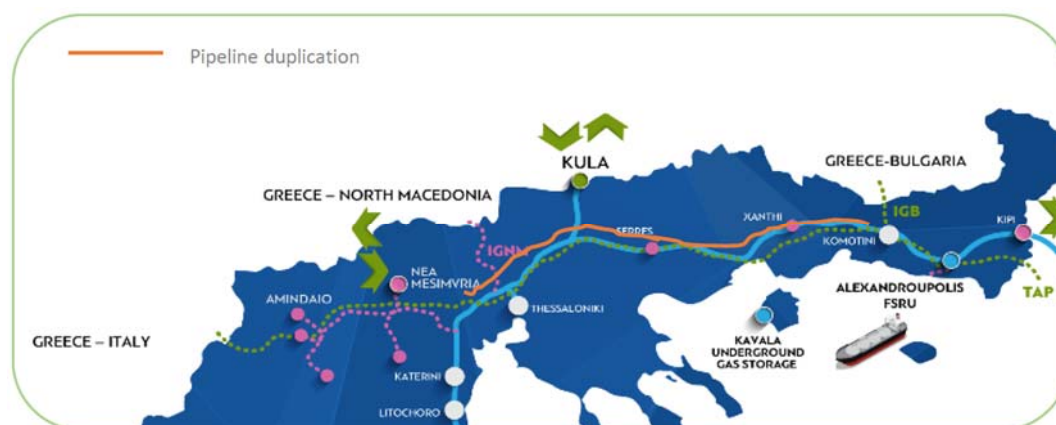 Pipeline duplication
KULA
GREECE-BULGARIA
GREECE – NORTH MACEDONIA
XANTHI
IGB
KIPI
SERRES
IGNM
KOMOTINI
NEA
MESIMVRIA
AMINDAIO
ALEXANDROUPOLIS
FSRU
TAP
THESSALONIKI
GREECE – ITALY
KAVALA
UNDERGROUND
GAS STORAGE
KATERINI
LITOCHORO